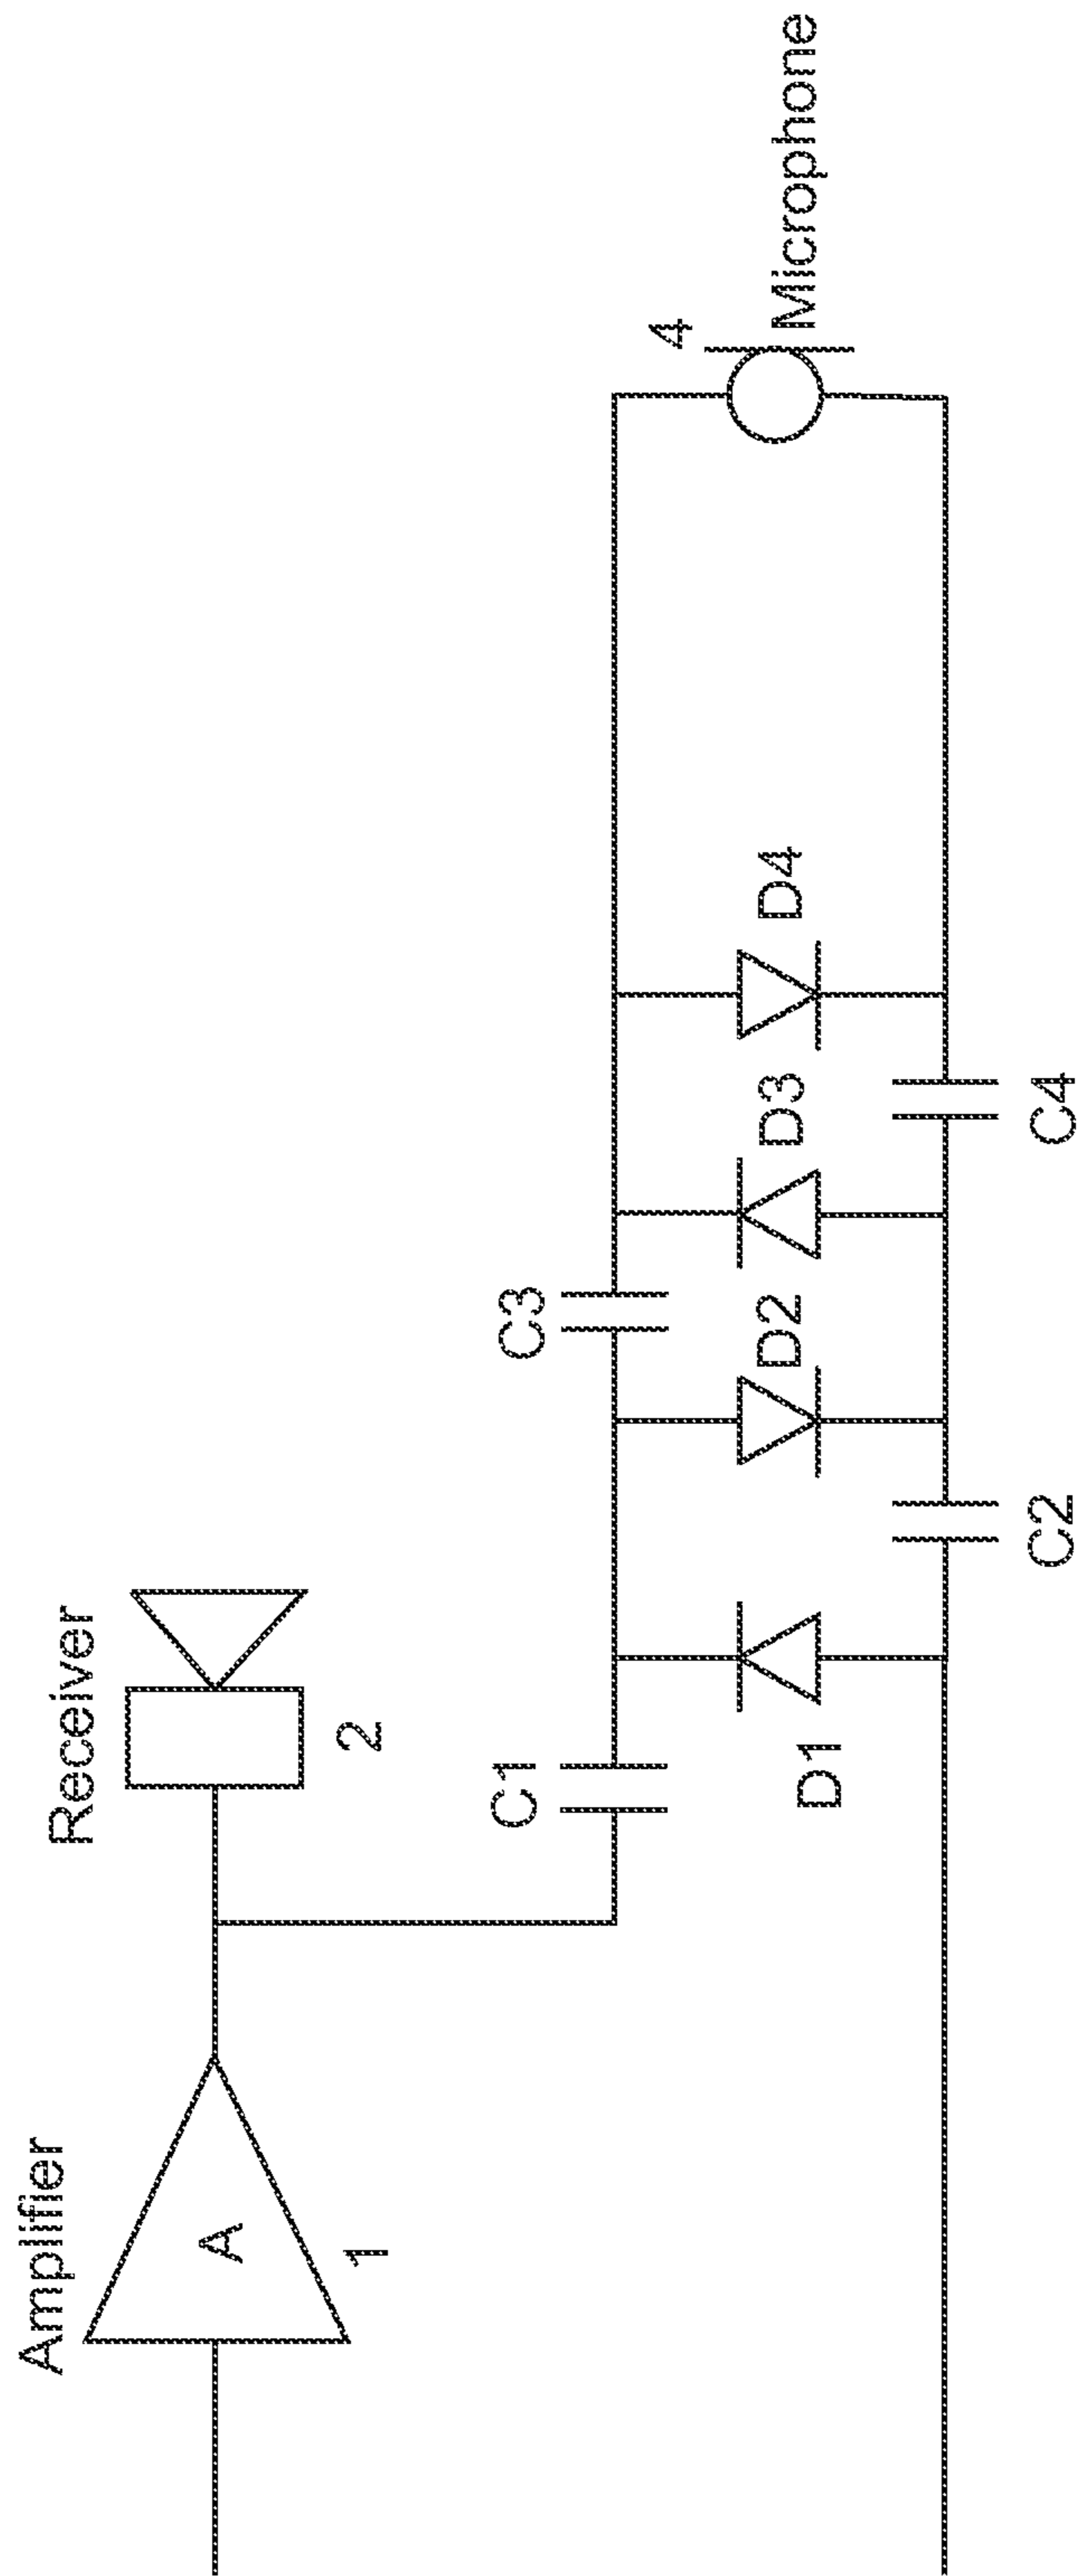 Amplifier
A
1
Receiver
2
C1
C3
D1
D2
D3
D4
C2
C4
4
Microphone